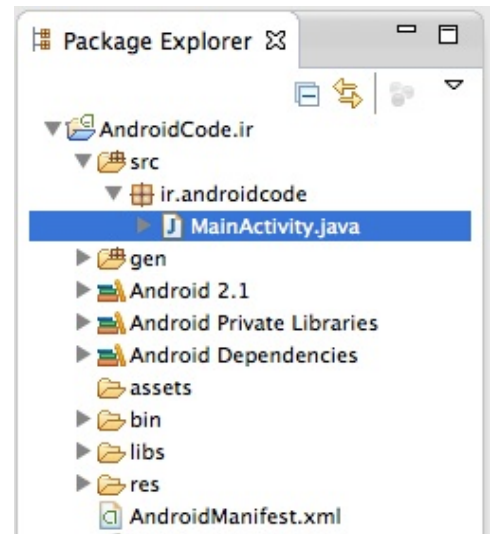 Package Explorer
AndroidCode.ir
src
ir.androidcode
MainActivity.java
gen
Android 2.1
Android Private Libraries
Android Dependencies
assets
bin
libs
res
AndroidManifest.xml